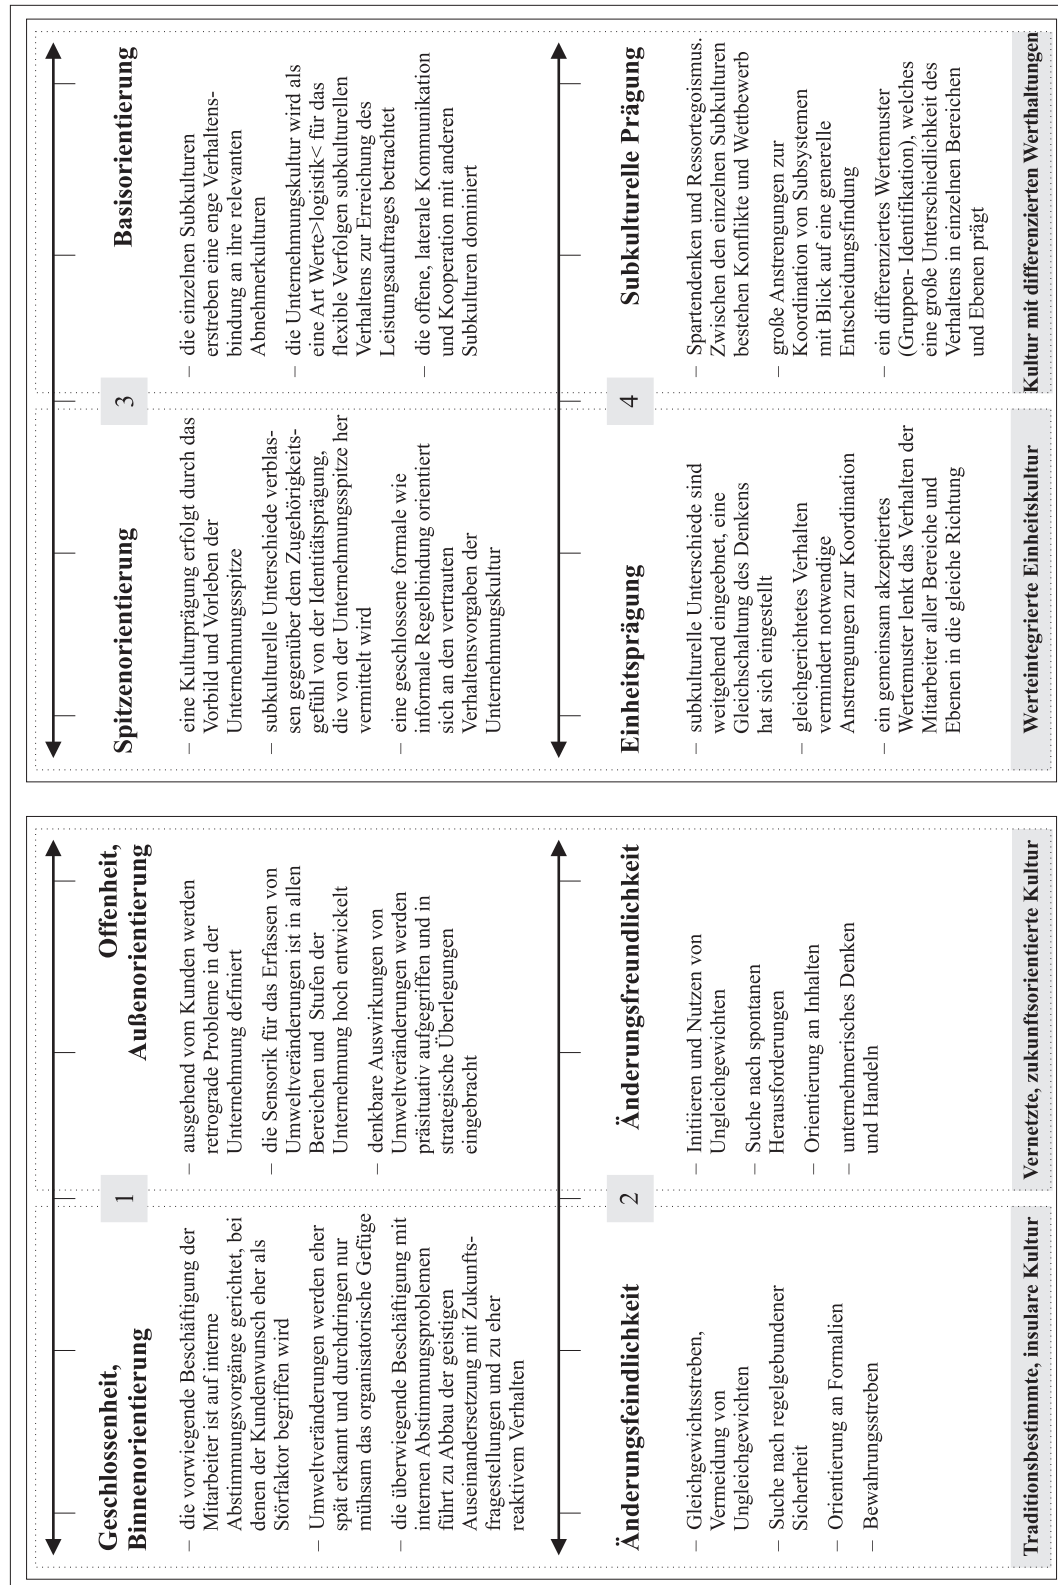 Geschlossenheit,
Binnenorientierung
– die vorwiegende Beschäftigung der
Mitarbeiter ist auf interne
Abstimmungsvorgänge gerichtet, bei
denen der Kundenwunsch eher als
Störfaktor begriffen wird
– Umweltveränderungen werden eher
spät erkannt und durchdringen nur
mühsam das organisatorische Gefüge
– die überwiegende Beschäftigung mit
internen Abstimmungsproblemen
führt zu Abbau der geistigen
Auseinandersetzung mit Zukunfts-
fragestellungen und zu eher
reaktivem Verhalten
1
Offenheit,
Außenorientierung
– ausgehend vom Kunden werden
retrograde Probleme in der
Unternehmung definiert
– die Sensorik für das Erfassen von
Umweltveränderungen ist in allen
Bereichen und Stufen der
Unternehmung hoch entwickelt
– denkbare Auswirkungen von
Umweltveränderungen werden
präsituativ aufgegriffen und in
strategische Überlegungen
eingebracht
Änderungsfeindlichkeit
– Gleichgewichtsstreben,
Vermeidung von
Ungleichgewichten
– Suche nach regelgebundener
Sicherheit
– Orientierung an Formalien
– Bewahrungsstreben
2
Änderungsfreundlichkeit
– Initiieren und Nutzen von
Ungleichgewichten
– Suche nach spontanen
Herausforderungen
– Orientierung an Inhalten
– unternehmerisches Denken
und Handeln
Traditionsbestimmte, insulare Kultur
Vernetzte, zukunftsorientierte Kultur
Spitzenorientierung
– eine Kulturprägung erfolgt durch das
Vorbild und Vorleben der
Unternehmungsspitze
– subkulturelle Unterschiede verblas-
sen gegenüber dem Zugehörigkeits-
gefühl von der Identitätsprägung,
die von der Unternehmungsspitze her
vermittelt wird
– eine geschlossene formale wie
informale Regelbindung orientiert
sich an den vertrauten
Verhaltensvorgaben der
Unternehmungskultur
3
Basisorientierung
– die einzelnen Subkulturen
erstreben eine enge Verhaltens-
bindung an ihre relevanten
Abnehmerkulturen
– die Unternehmungskultur wird als
eine Art Werte>logistik< für das
flexible Verfolgen subkulturellen
Verhaltens zur Erreichung des
Leistungsauftrages betrachtet
– die offene, laterale Kommunikation
und Kooperation mit anderen
Subkulturen dominiert
Einheitsprägung
– subkulturelle Unterschiede sind
weitgehend eingeebnet, eine
Gleichschaltung des Denkens
hat sich eingestellt
– gleichgerichtetes Verhalten
vermindert notwendige
Anstrengungen zur Koordination
– ein gemeinsam akzeptiertes
Wertemuster lenkt das Verhalten der
Mitarbeiter aller Bereiche und
Ebenen in die gleiche Richtung
4
Subkulturelle Prägung
– Spartendenken und Ressortegoismus.
Zwischen den einzelnen Subkulturen
bestehen Konflikte und Wettbewerb
– große Anstrengungen zur
Koordination von Subsystemen
mit Blick auf eine generelle
Entscheidungsfindung
– ein differenziertes Wertemuster
(Gruppen- Identifikation), welches
eine große Unterschiedlichkeit des
Verhaltens in einzelnen Bereichen
und Ebenen prägt
Werteintegrierte Einheitskultur
Kultur mit differenzierten Werthaltungen